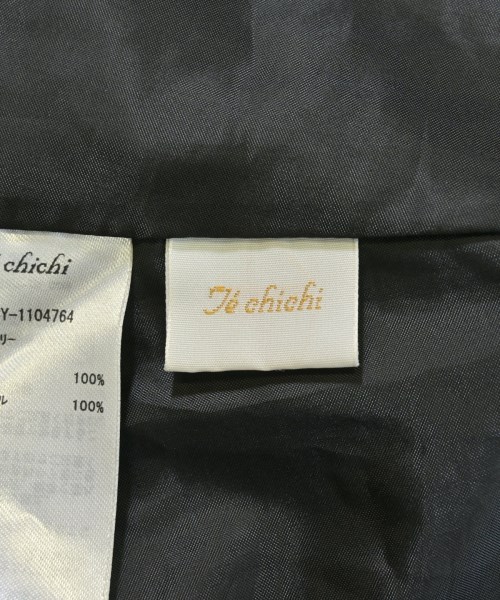 chichi
Y-1104764
リー
100%
ル 100%
Té chichi